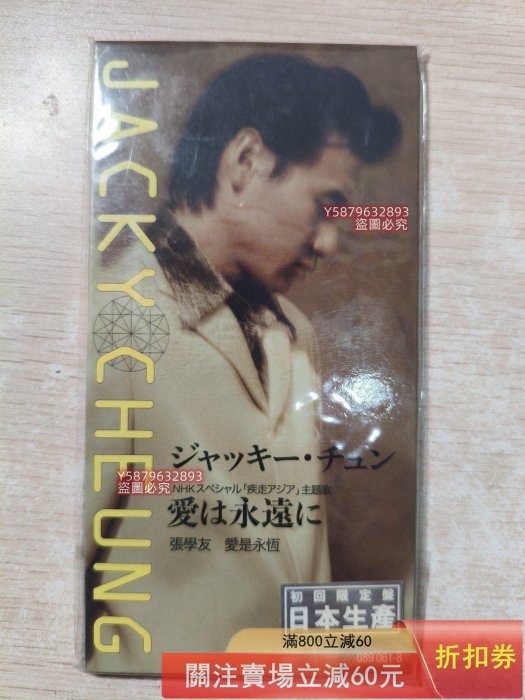 JACKY CHEUNG
Y5879632893
盜圖必究
ジャッキー・チュン
Y5879632893
盜圖必究
NHKスペシャル「疾走アジア」主題歌
愛は永遠に
張學友　愛是永恆
初回限定盤
日本生産
089 061-8
折扣券
滿800立減60
關注賣場立減60元